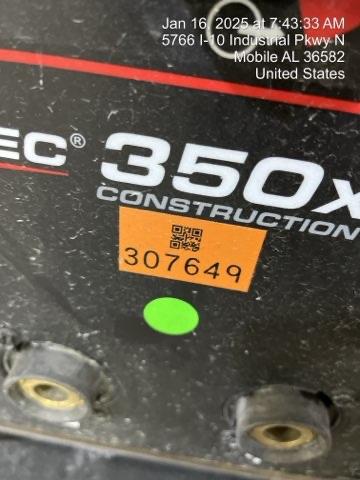 Jan 16, 2025 at 7:43:33 AM
5766 I-10 Industrial Pkwy N
Mobile AL 36582
United States
EC® 350x
CONSTRUCTION
307649